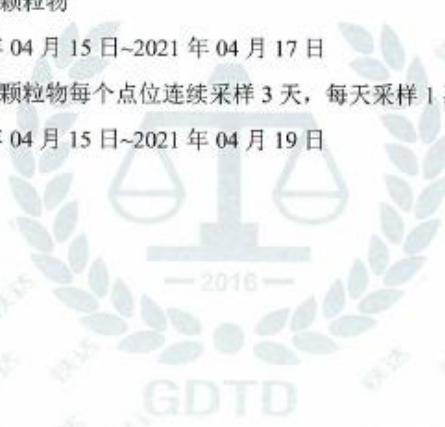 颗粒物
年 04 月 15 日~2021 年 04 月 17 日
颗粒物每个点位连续采样 3 天，每天采样 1
年 04 月 15 日~2021 年 04 月 19 日
2016
GDTD